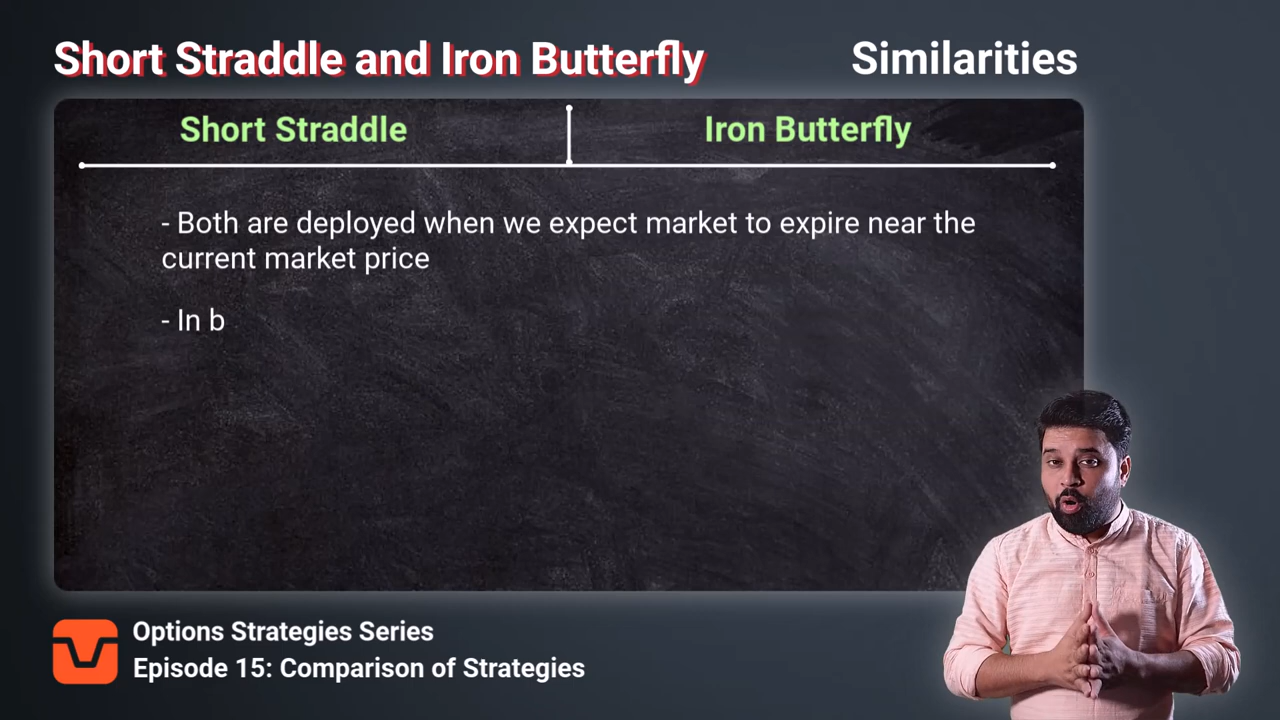 Short Straddle and Iron Butterfly
Similarities
Short Straddle
Iron Butterfly
- Both are deployed when we expect market to expire near the
current market price
- In b
Options Strategies Series
Episode 15: Comparison of Strategies